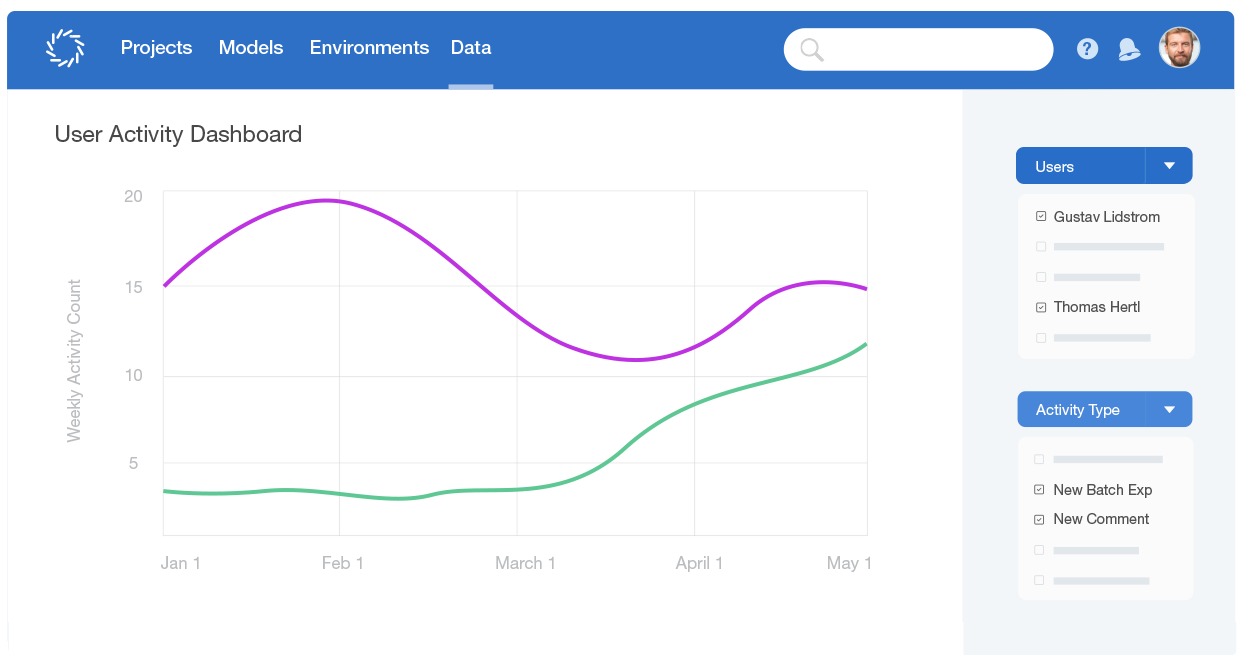 Projects Models Environments Data
?
User Activity Dashboard
20
15
10
5
Weekly Activity Count
Jan 1 Feb 1 March 1 April 1 May 1
Users
Gustav Lidstrom
Thomas Hertl
Activity Type
New Batch Exp
New Comment